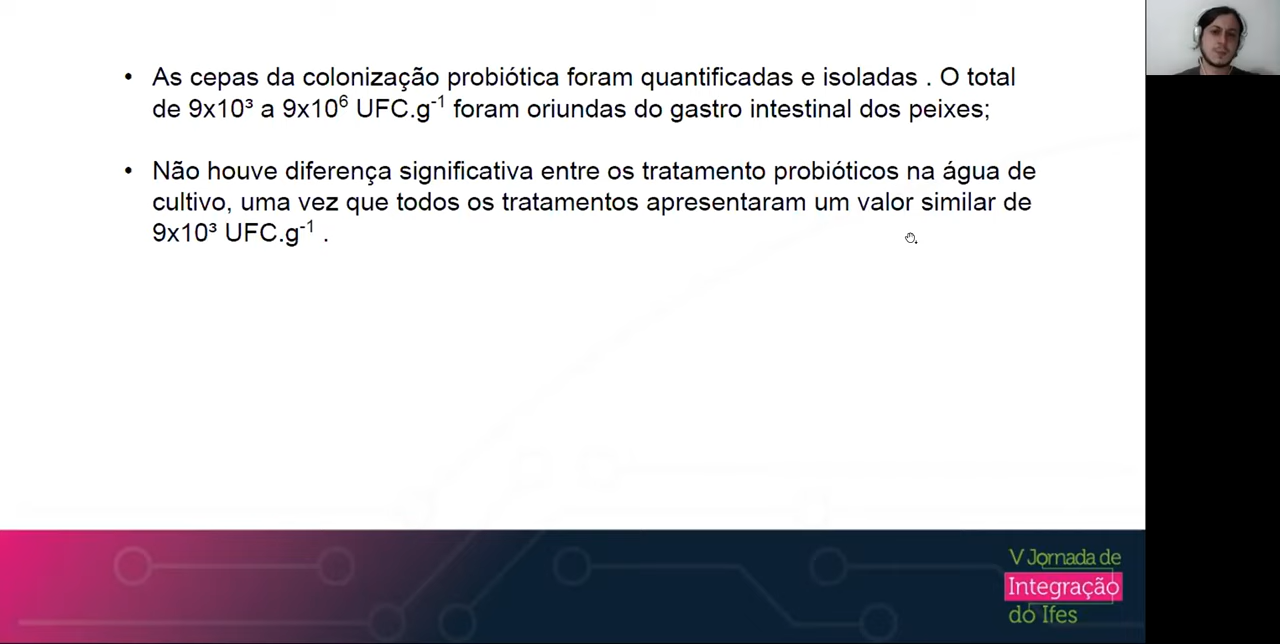 • As cepas da colonização probiótica foram quantificadas e isoladas . O total
de 9x10³ a 9x10⁶ UFC.g⁻¹ foram oriundas do gastro intestinal dos peixes;
• Não houve diferença significativa entre os tratamento probióticos na água de
cultivo, uma vez que todos os tratamentos apresentaram um valor similar de
9x10³ UFC.g⁻¹ .
V Jornada de
Integração
do Ifes